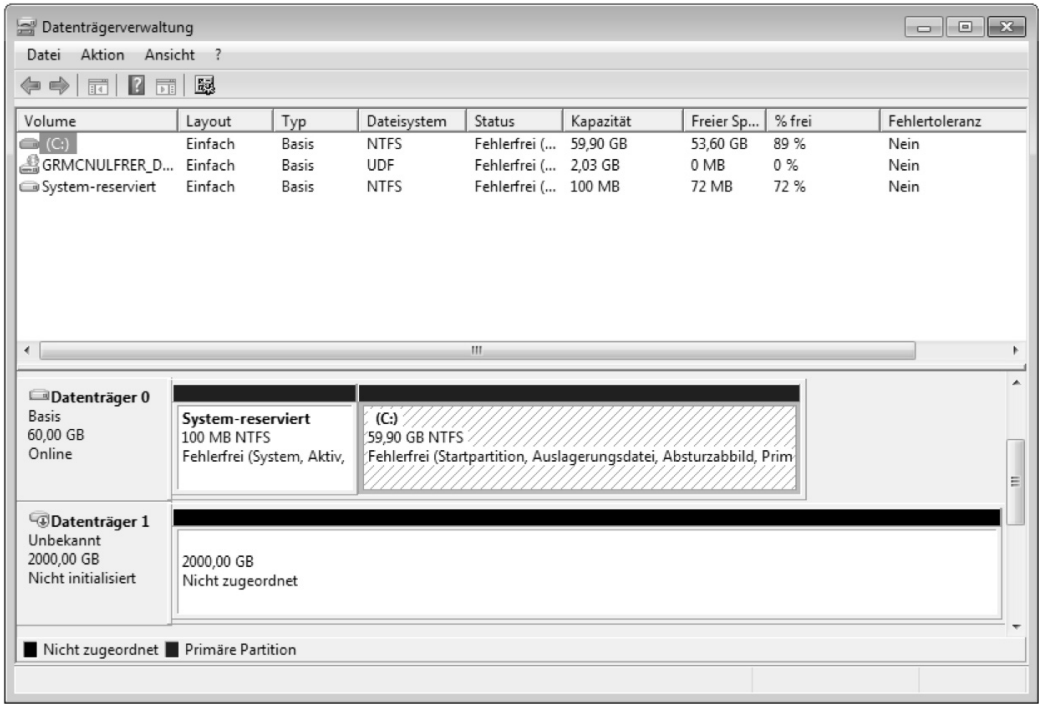 Datenträgerverwaltung
Datei Aktion Ansicht ?
Volume Layout Typ Dateisystem Status Kapazität Freier Sp... % frei Fehlertoleranz
(C:) Einfach Basis NTFS Fehlerfrei (... 59,90 GB 53,60 GB 89 % Nein
GRMCNULFRER_D... Einfach Basis UDF Fehlerfrei (... 2,03 GB 0 MB 0 % Nein
System-reserviert Einfach Basis NTFS Fehlerfrei (... 100 MB 72 MB 72 % Nein
Datenträger 0
Basis
60,00 GB
Online
System-reserviert
100 MB NTFS
Fehlerfrei (System, Aktiv,
(C:)
59,90 GB NTFS
Fehlerfrei (Startpartition, Auslagerungsdatei, Absturzabbild, Prim
Datenträger 1
Unbekannt
2000,00 GB
Nicht initialisiert
2000,00 GB
Nicht zugeordnet
Nicht zugeordnet Primäre Partition